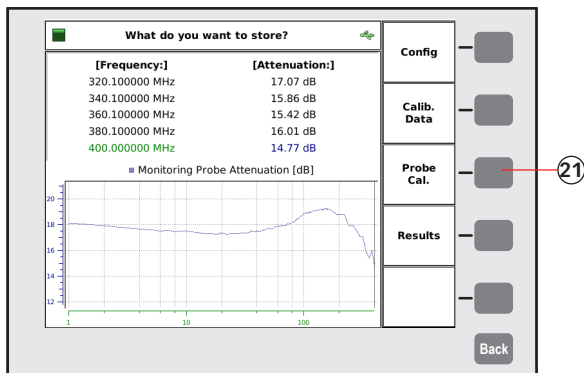 What do you want to store?
[Frequency:] [Attenuation:]
320.100000 MHz 17.07 dB
340.100000 MHz 15.86 dB
360.100000 MHz 15.42 dB
380.100000 MHz 16.01 dB
400.000000 MHz 14.77 dB
Monitoring Probe Attenuation [dB]
20
18
16
14
12
1 10 100
Config
Calib.
Data
Probe
Cal.
Results
Back
21